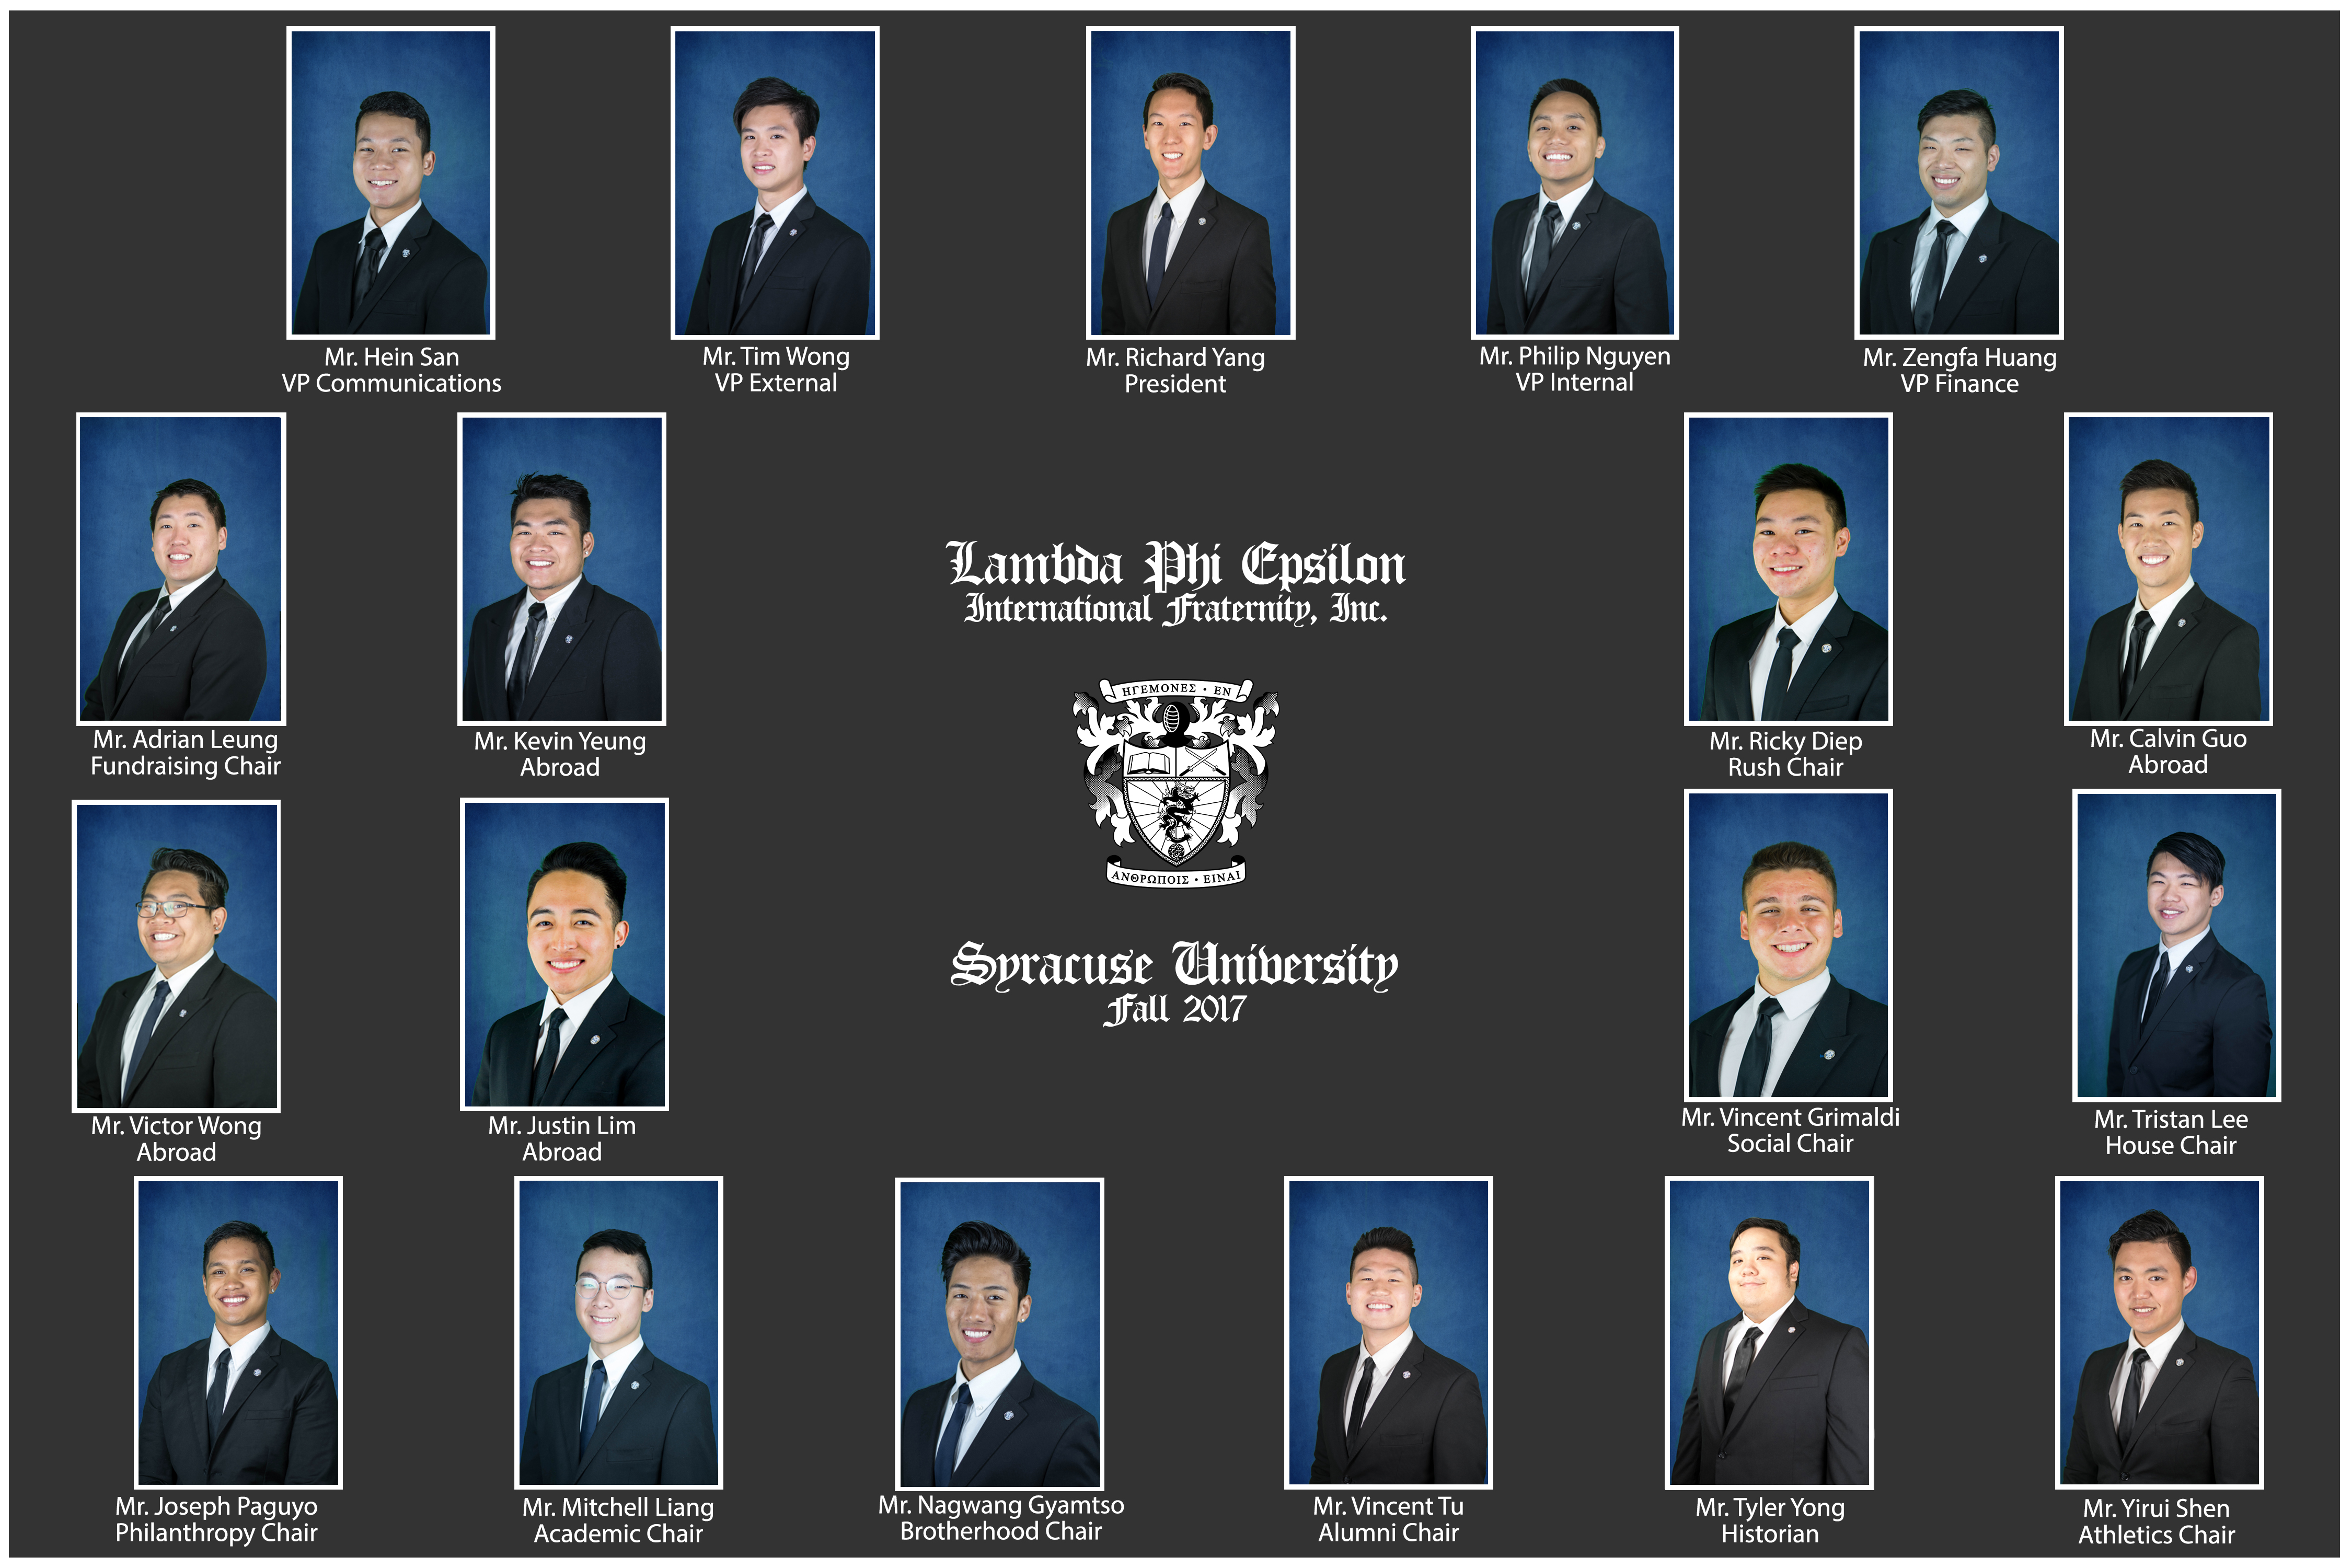 Mr. Hein San
VP Communications
Mr. Tim Wong
VP External
Mr. Richard Yang
President
Mr. Philip Nguyen
VP Internal
Mr. Zengfa Huang
VP Finance
Mr. Adrian Leung
Fundraising Chair
Mr. Kevin Yeung
Abroad
Lambda Phi Epsilon
International Fraternity, Inc.
ΗΓΕΜΟΝΕΣ • ΕΝ
ΑΝΘΡΩΠΟΙΣ • ΕΙΝΑΙ
Syracuse University
Fall 2017
Mr. Ricky Diep
Rush Chair
Mr. Calvin Guo
Abroad
Mr. Victor Wong
Abroad
Mr. Justin Lim
Abroad
Mr. Vincent Grimaldi
Social Chair
Mr. Tristan Lee
House Chair
Mr. Joseph Paguyo
Philanthropy Chair
Mr. Mitchell Liang
Academic Chair
Mr. Nagwang Gyamtso
Brotherhood Chair
Mr. Vincent Tu
Alumni Chair
Mr. Tyler Yong
Historian
Mr. Yirui Shen
Athletics Chair